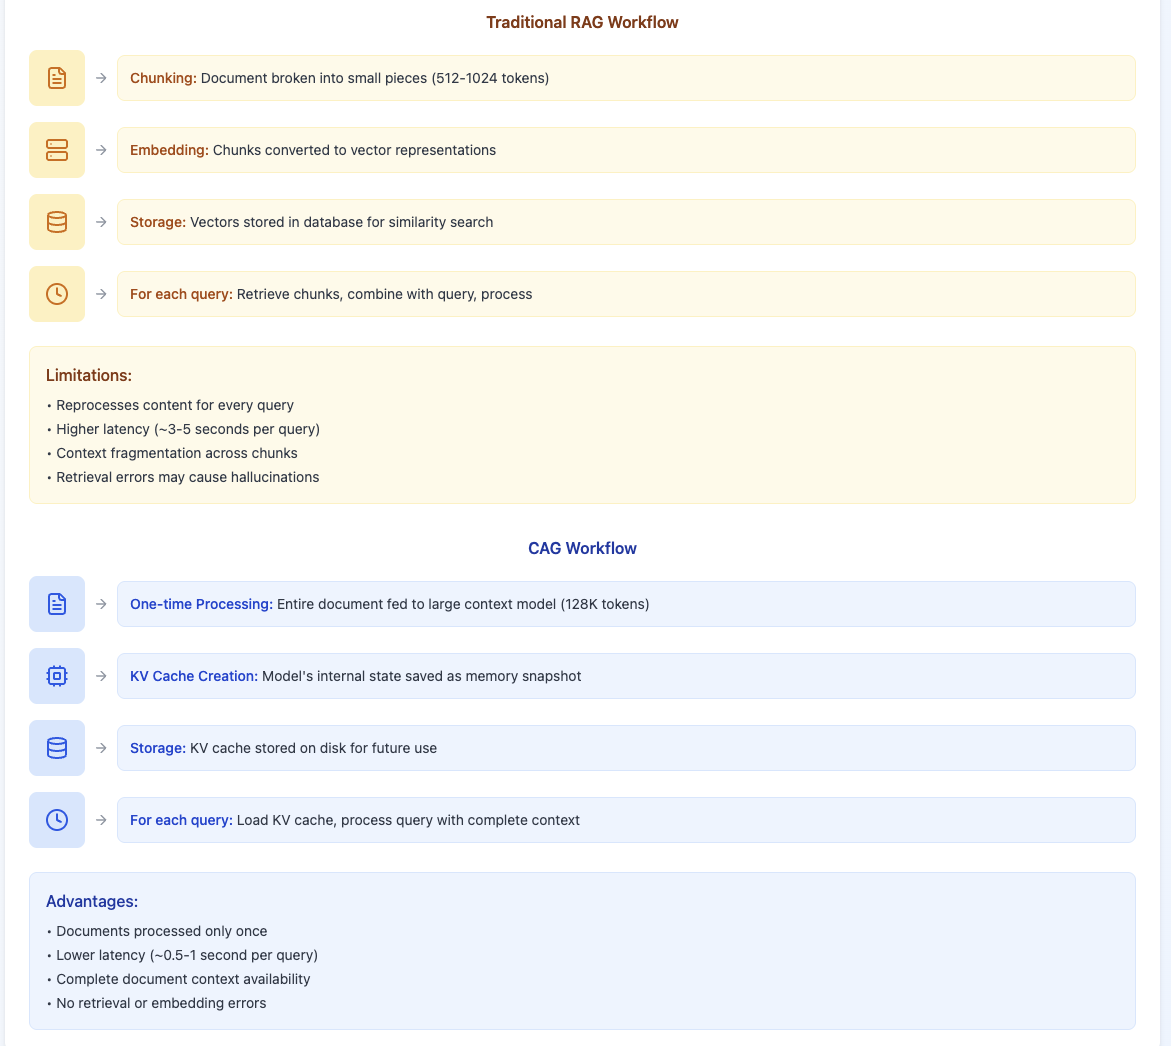 Traditional RAG Workflow
Chunking: Document broken into small pieces (512-1024 tokens)
Embedding: Chunks converted to vector representations
Storage: Vectors stored in database for similarity search
For each query: Retrieve chunks, combine with query, process
Limitations:
• Reprocesses content for every query
• Higher latency (~3-5 seconds per query)
• Context fragmentation across chunks
• Retrieval errors may cause hallucinations
CAG Workflow
One-time Processing: Entire document fed to large context model (128K tokens)
KV Cache Creation: Model's internal state saved as memory snapshot
Storage: KV cache stored on disk for future use
For each query: Load KV cache, process query with complete context
Advantages:
• Documents processed only once
• Lower latency (~0.5-1 second per query)
• Complete document context availability
• No retrieval or embedding errors